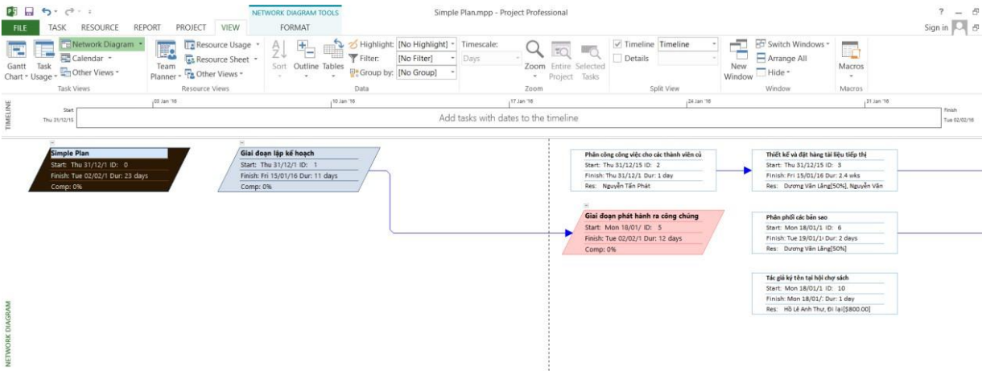 NETWORK DIAGRAM TOOLS
Simple Plan.mpp - Project Professional
FILE TASK RESOURCE REPORT PROJECT VIEW FORMAT
Sign in
Gantt Chart
Task Usage
Network Diagram
Calendar
Other Views
Task Views
Team Planner
Resource Usage
Resource Sheet
Other Views
Resource Views
Sort Outline Tables
Highlight: [No Highlight]
Filter: [No Filter]
Group by: [No Group]
Data
Timescale:
Days
Zoom Entire Project Selected Tasks
Zoom
Timeline Timeline
Details
Split View
New Window
Switch Windows
Arrange All
Hide
Window
Macros
Macros
TIMELINE
Start
Thu 31/12/15
03 Jan '16 10 Jan '16 17 Jan '16 24 Jan '16 31 Jan '16
Add tasks with dates to the timeline
Finish
Tue 02/02/16
NETWORK DIAGRAM
Simple Plan
Start: Thu 31/12/1 ID: 0
Finish: Tue 02/02/1 Dur: 23 days
Comp: 0%
Giai đoạn lập kế hoạch
Start: Thu 31/12/1 ID: 1
Finish: Fri 15/01/16 Dur: 11 days
Comp: 0%
Phân công công việc cho các thành viên củ
Start: Thu 31/12/15 ID: 2
Finish: Thu 31/12/1 Dur: 1 day
Res: Nguyễn Tấn Phát
Thiết kế và đặt hàng tài liệu tiếp thị
Start: Thu 31/12/15 ID: 3
Finish: Fri 15/01/16 Dur: 2.4 wks
Res: Dương Văn Lãng[50%], Nguyễn Văn
Giai đoạn phát hành ra công chúng
Start: Mon 18/01/ ID: 5
Finish: Tue 02/02/1 Dur: 12 days
Comp: 0%
Phân phối các bản sao
Start: Mon 18/01/1 ID: 6
Finish: Tue 19/01/1 Dur: 2 days
Res: Dương Văn Lãng[50%]
Tác giả ký tên tại hội chợ sách
Start: Mon 18/01/1 ID: 10
Finish: Mon 18/01/ Dur: 1 day
Res: Hồ Lê Anh Thư, Đi lại[$800.00]